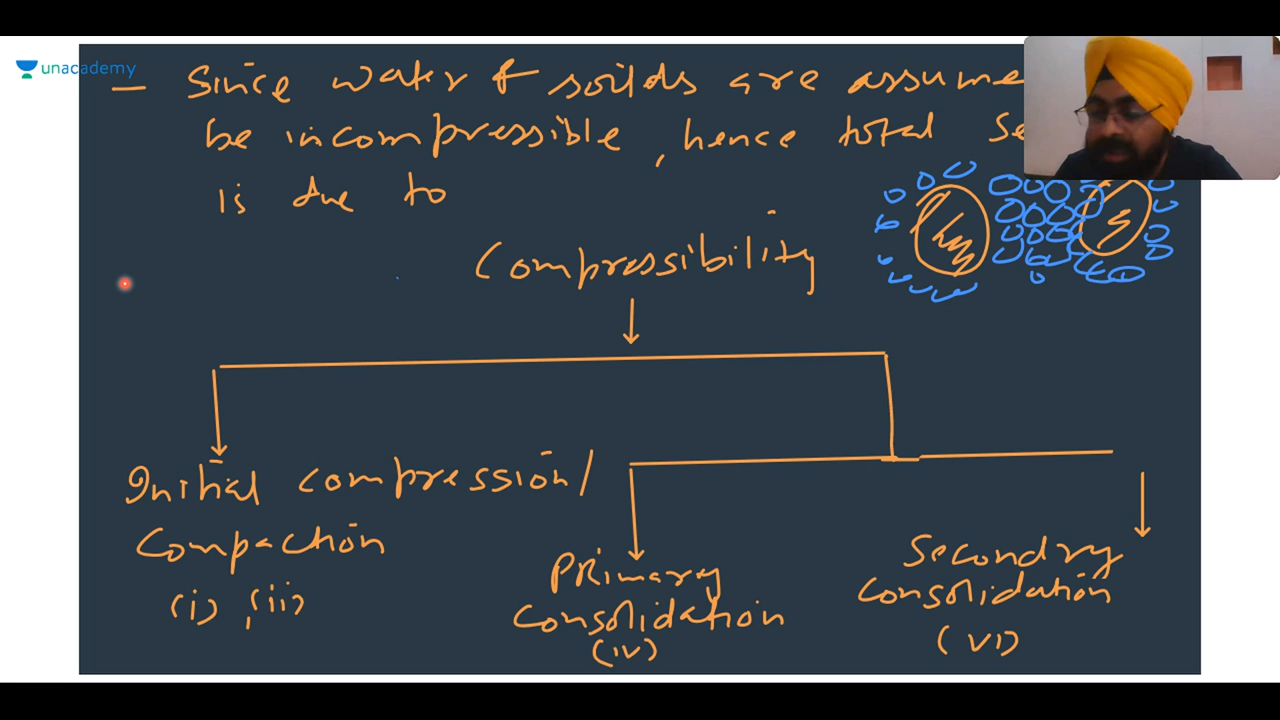 unacademy
- Since water & soilds are assume
be incompressible, hence total Se
is due to
Compressibility
Initial compression/
Compaction
(i), (ii)
Primary
Consolidation
(iv)
Secondry
Consolidation
(vi)